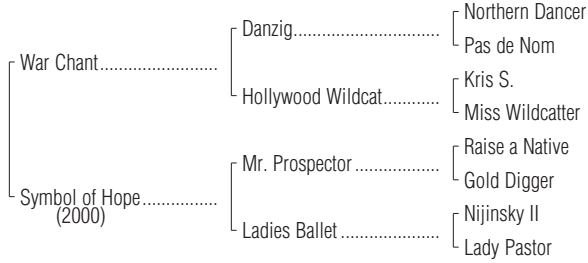 Northern Dancer
Danzig................................
Pas de Nom
War Chant.........................
Kris S.
Hollywood Wildcat............
Miss Wildcatter
Raise a Native
Mr. Prospector ..................
Gold Digger
Symbol of Hope................
(2000)
Nijinsky II
Ladies Ballet .....................
Lady Pastor